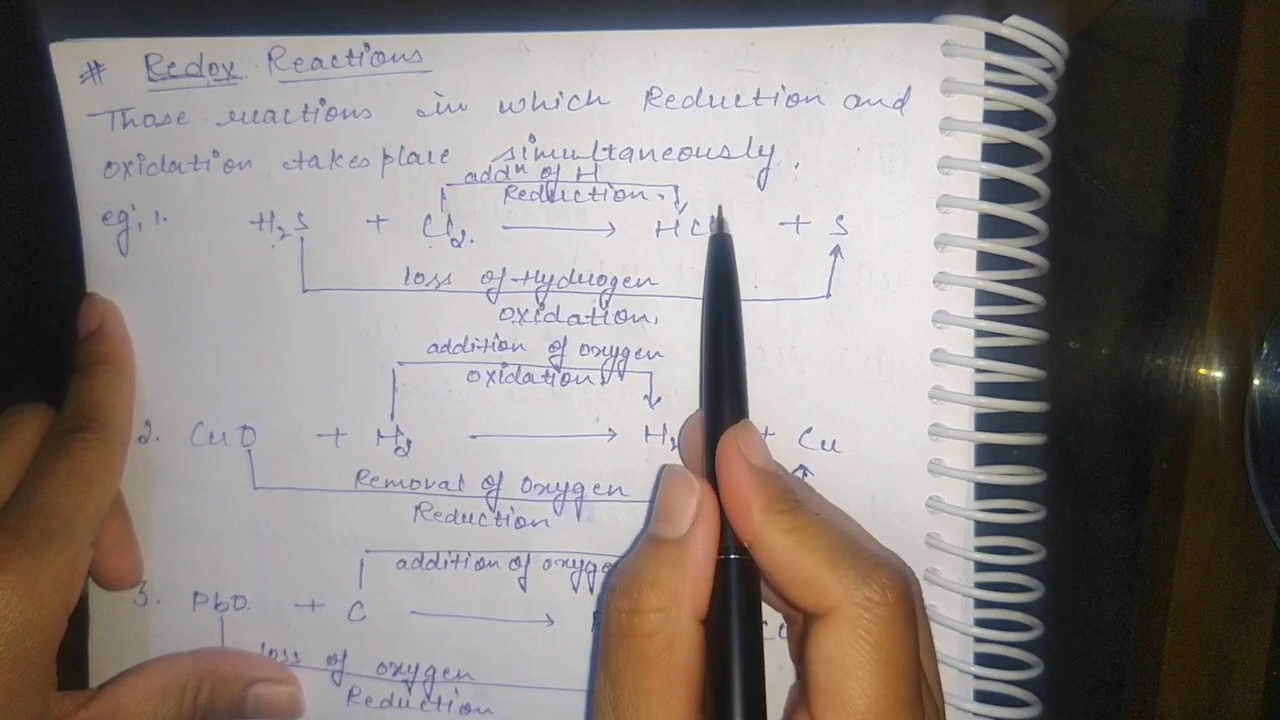 # Redox Reactions
Those reactions in which Reduction and
oxidation takes place simultaneously.
addⁿ of H
Reduction.
eg; 1. H₂S + Cl₂. → HCl + S
loss of Hydrogen
oxidation.
addition of oxygen
oxidation.
2. CuO + H₂ → H₂ + Cu
Removal of Oxygen
Reduction
addition of oxygen
3. PbO. + C →
loss of oxygen
Reduction